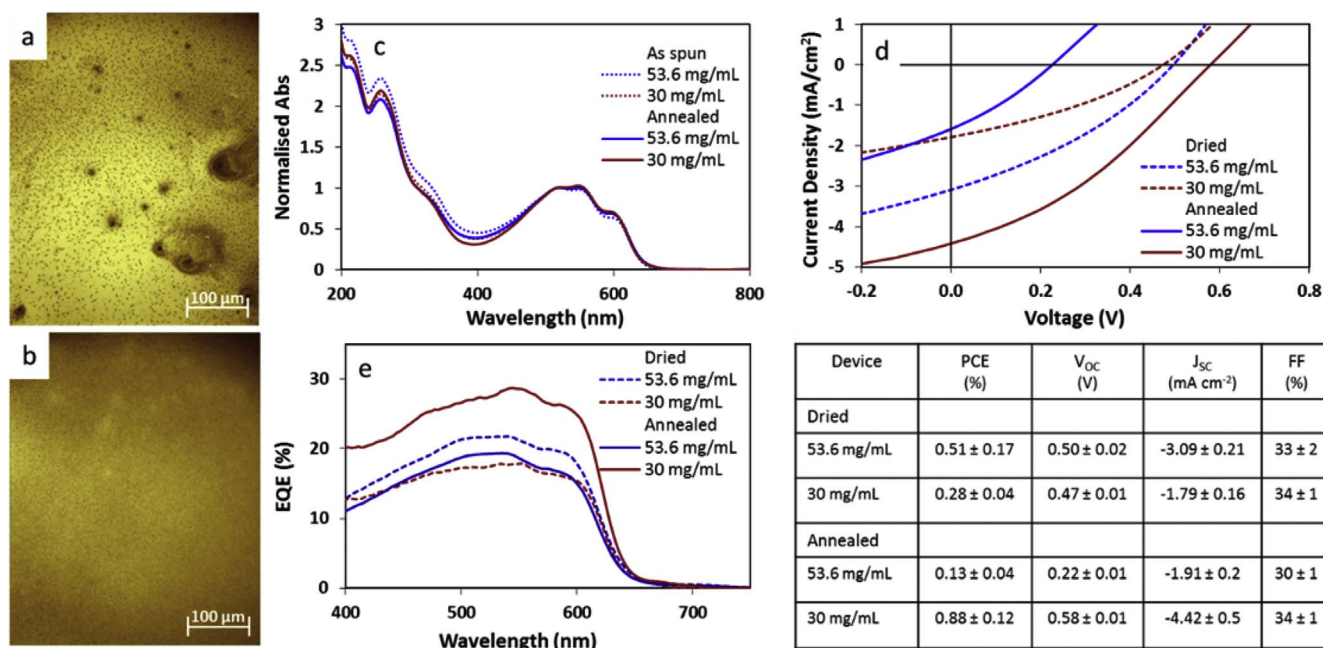 a
100 µm
b
100 µm
c
As spun
53.6 mg/mL
30 mg/mL
Annealed
53.6 mg/mL
30 mg/mL
Normalised Abs
3
2.5
2
1.5
1
0.5
0
200
400
600
800
Wavelength (nm)
d
Current Density (mA/cm²)
1
0
-1
-2
-3
-4
-5
Dried
53.6 mg/mL
30 mg/mL
Annealed
53.6 mg/mL
30 mg/mL
-0.2
0.0
0.2
0.4
0.6
0.8
Voltage (V)
e
EQE (%)
30
20
10
0
Dried
53.6 mg/mL
30 mg/mL
Annealed
53.6 mg/mL
30 mg/mL
400
500
600
700
Wavelength (nm)
Device PCE (%) V_OC (V) J_SC (mA cm⁻²) FF (%)
Dried
53.6 mg/mL 0.51 ± 0.17 0.50 ± 0.02 -3.09 ± 0.21 33 ± 2
30 mg/mL 0.28 ± 0.04 0.47 ± 0.01 -1.79 ± 0.16 34 ± 1
Annealed
53.6 mg/mL 0.13 ± 0.04 0.22 ± 0.01 -1.91 ± 0.2 30 ± 1
30 mg/mL 0.88 ± 0.12 0.58 ± 0.01 -4.42 ± 0.5 34 ± 1